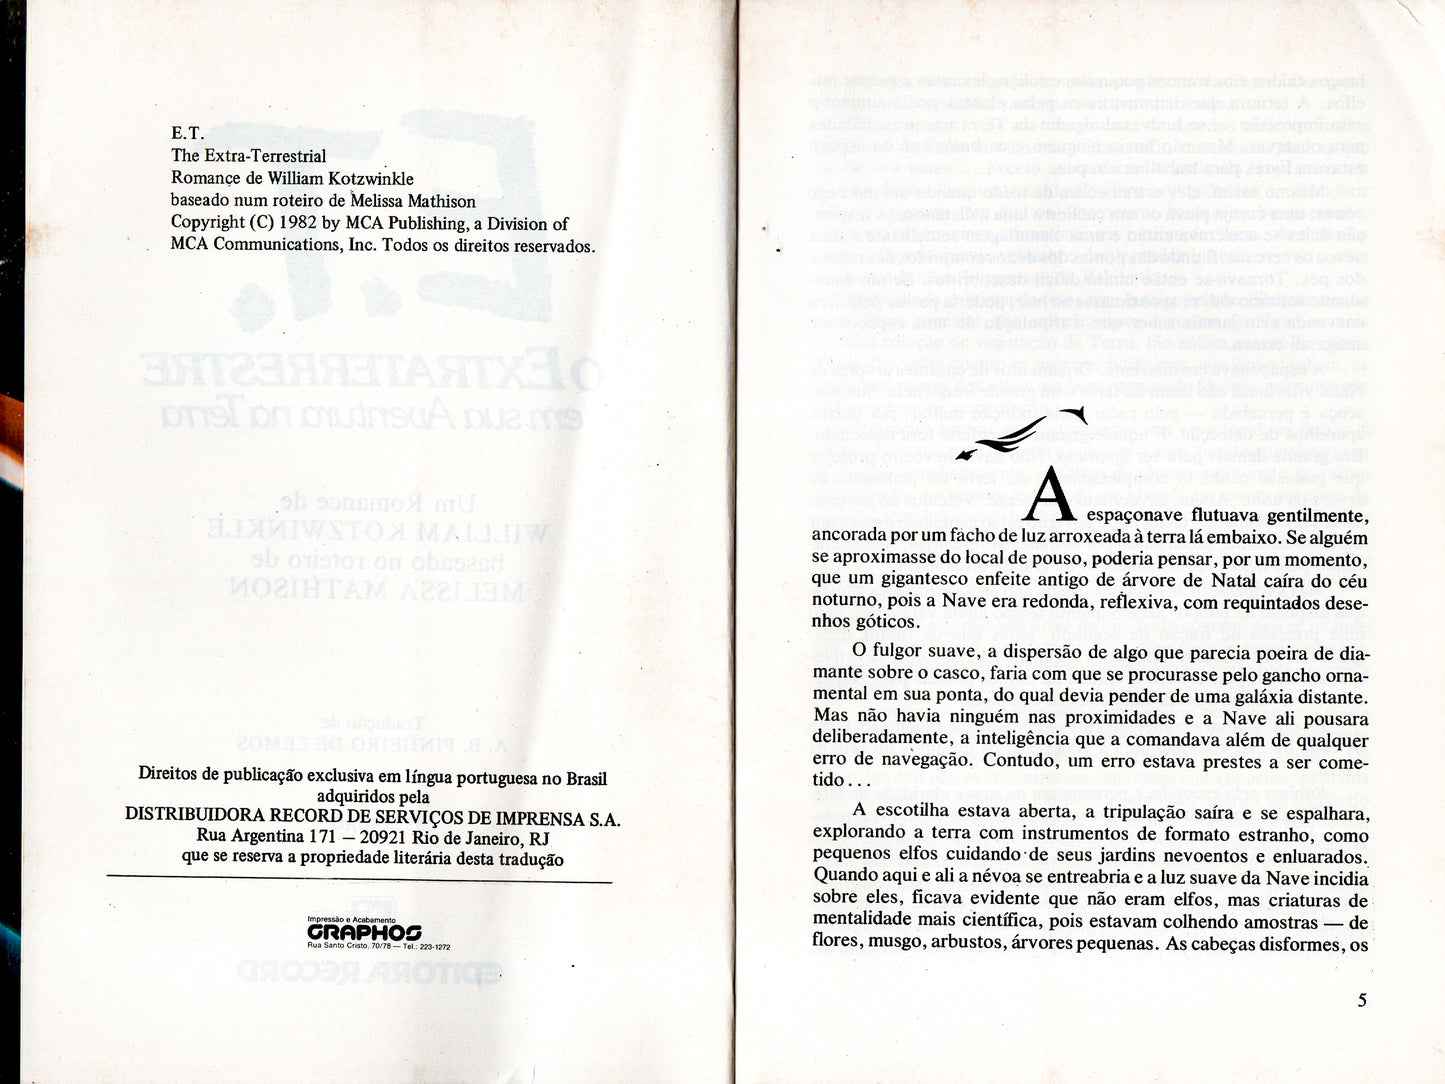 E.T.
The Extra-Terrestrial
Romance de William Kotzwinkle
baseado num roteiro de Melissa Mathison
Copyright (C) 1982 by MCA Publishing, a Division of
MCA Communications, Inc. Todos os direitos reservados.
Direitos de publicação exclusiva em língua portuguesa no Brasil
adquiridos pela
DISTRIBUIDORA RECORD DE SERVIÇOS DE IMPRENSA S.A.
Rua Argentina 171 – 20921 Rio de Janeiro, RJ
que se reserva a propriedade literária desta tradução
Impressão e Acabamento
GRAPHOS
Rua Santo Cristo, 70/78 — Tel.: 223-1272
A espaçonave flutuava gentilmente,
ancorada por um facho de luz arroxeada à terra lá embaixo. Se alguém
se aproximasse do local de pouso, poderia pensar, por um momento,
que um gigantesco enfeite antigo de árvore de Natal caíra do céu
noturno, pois a Nave era redonda, reflexiva, com requintados dese-
nhos góticos.
O fulgor suave, a dispersão de algo que parecia poeira de dia-
mante sobre o casco, faria com que se procurasse pelo gancho orna-
mental em sua ponta, do qual devia pender de uma galáxia distante.
Mas não havia ninguém nas proximidades e a Nave ali pousara
deliberadamente, a inteligência que a comandava além de qualquer
erro de navegação. Contudo, um erro estava prestes a ser come-
tido . . .
A escotilha estava aberta, a tripulação saíra e se espalhara,
explorando a terra com instrumentos de formato estranho, como
pequenos elfos cuidando de seus jardins nevoentos e enluarados.
Quando aqui e ali a névoa se entreabria e a luz suave da Nave incidia
sobre eles, ficava evidente que não eram elfos, mas criaturas de
mentalidade mais científica, pois estavam colhendo amostras — de
flores, musgo, arbustos, árvores pequenas. As cabeças disformes, os
5